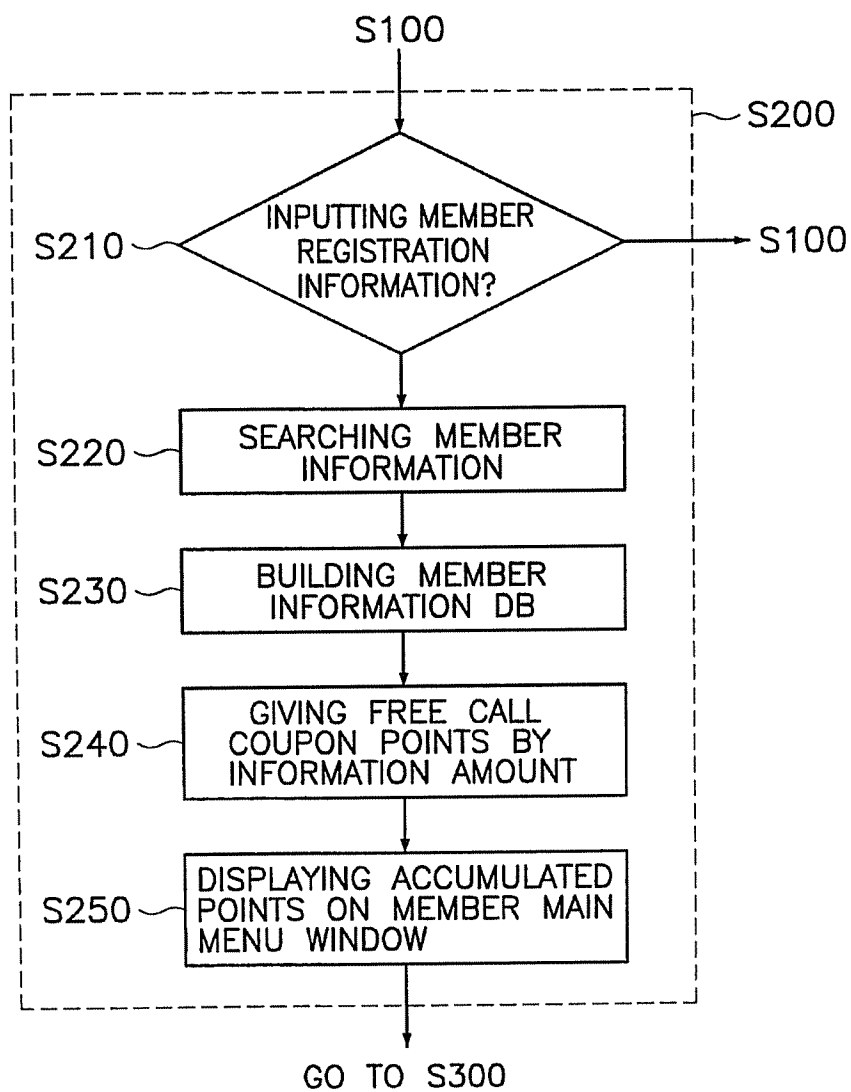 S100
S200
S210
INPUTTING MEMBER
REGISTRATION
INFORMATION?
S100
S220
SEARCHING MEMBER
INFORMATION
S230
BUILDING MEMBER
INFORMATION DB
S240
GIVING FREE CALL
COUPON POINTS BY
INFORMATION AMOUNT
S250
DISPLAYING ACCUMULATED
POINTS ON MEMBER MAIN
MENU WINDOW
GO TO S300